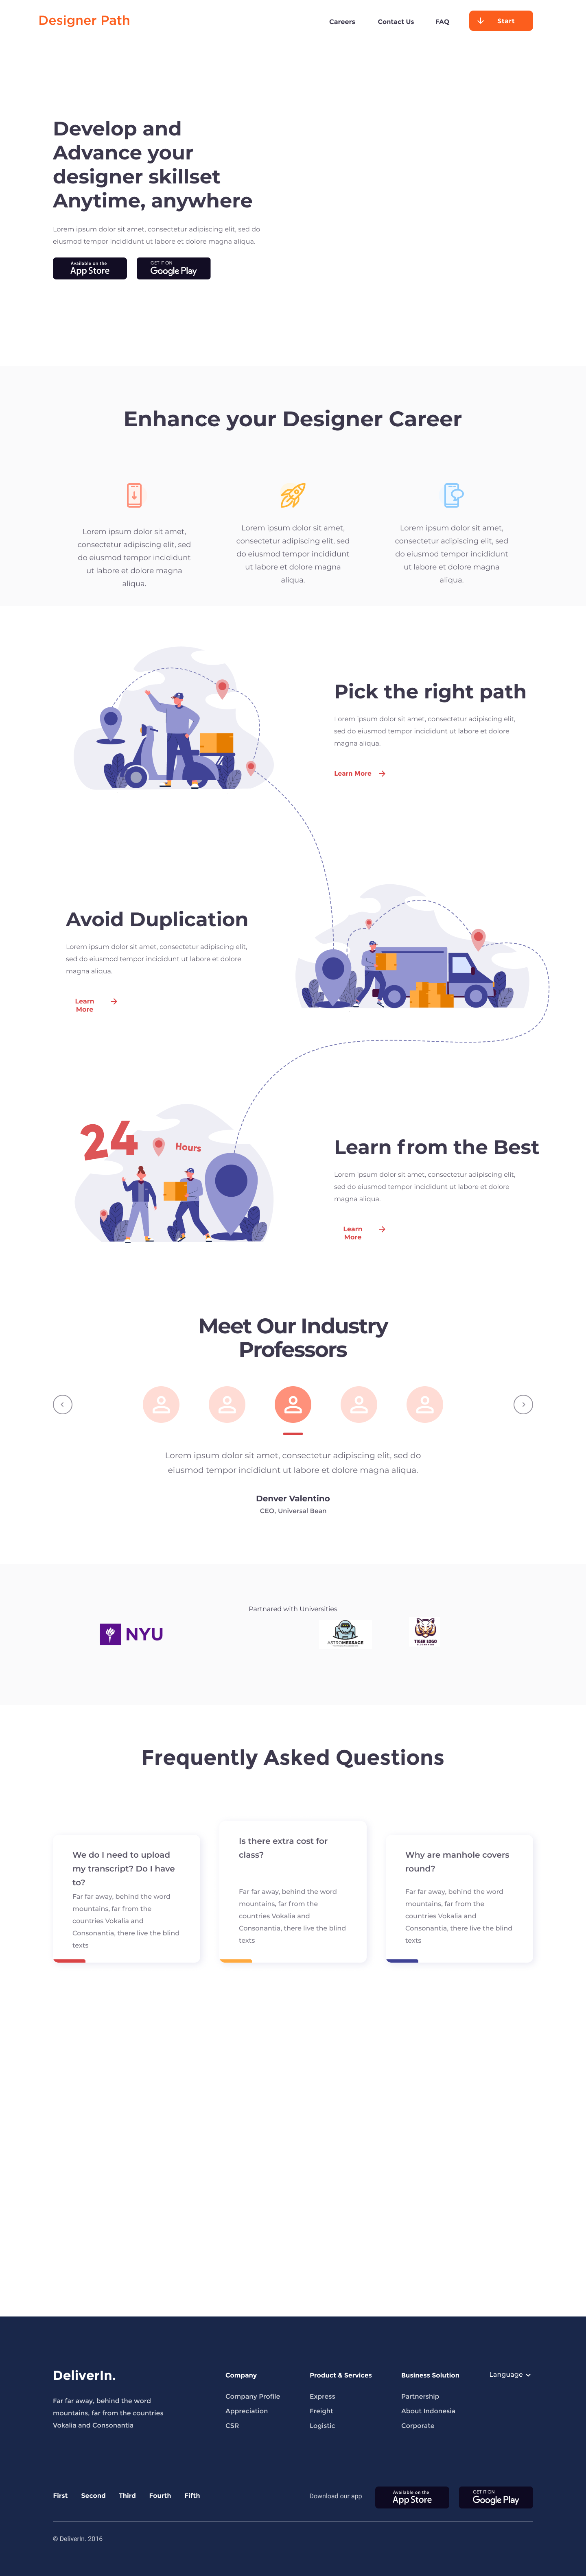 Designer Path
Careers
Contact Us
FAQ
Start
Develop and
Advance your
designer skillset
Anytime, anywhere
Lorem ipsum dolor sit amet, consectetur adipiscing elit, sed do
eiusmod tempor incididunt ut labore et dolore magna aliqua.
Available on the
App Store
GET IT ON
Google Play
Enhance your Designer Career
Lorem ipsum dolor sit amet,
consectetur adipiscing elit, sed
do eiusmod tempor incididunt
ut labore et dolore magna
aliqua.
Lorem ipsum dolor sit amet,
consectetur adipiscing elit, sed
do eiusmod tempor incididunt
ut labore et dolore magna
aliqua.
Lorem ipsum dolor sit amet,
consectetur adipiscing elit, sed
do eiusmod tempor incididunt
ut labore et dolore magna
aliqua.
Pick the right path
Lorem ipsum dolor sit amet, consectetur adipiscing elit,
sed do eiusmod tempor incididunt ut labore et dolore
magna aliqua.
Learn More
Avoid Duplication
Lorem ipsum dolor sit amet, consectetur adipiscing elit,
sed do eiusmod tempor incididunt ut labore et dolore
magna aliqua.
Learn
More
24
Hours
Learn from the Best
Lorem ipsum dolor sit amet, consectetur adipiscing elit,
sed do eiusmod tempor incididunt ut labore et dolore
magna aliqua.
Learn
More
Meet Our Industry
Professors
Lorem ipsum dolor sit amet, consectetur adipiscing elit, sed do
eiusmod tempor incididunt ut labore et dolore magna aliqua.
Denver Valentino
CEO, Universal Bean
Partnared with Universities
NYU
ASTROMESSAGE
TIGER LOGO
Frequently Asked Questions
We do I need to upload
my transcript? Do I have
to?
Far far away, behind the word
mountains, far from the
countries Vokalia and
Consonantia, there live the blind
texts
Is there extra cost for
class?
Far far away, behind the word
mountains, far from the
countries Vokalia and
Consonantia, there live the blind
texts
Why are manhole covers
round?
Far far away, behind the word
mountains, far from the
countries Vokalia and
Consonantia, there live the blind
texts
DeliverIn.
Far far away, behind the word
mountains, far from the countries
Vokalia and Consonantia
Company
Company Profile
Appreciation
CSR
Product & Services
Express
Freight
Logistic
Business Solution
Partnership
About Indonesia
Corporate
Language
First
Second
Third
Fourth
Fifth
Download our app
Available on the
App Store
GET IT ON
Google Play
© DeliverIn. 2016